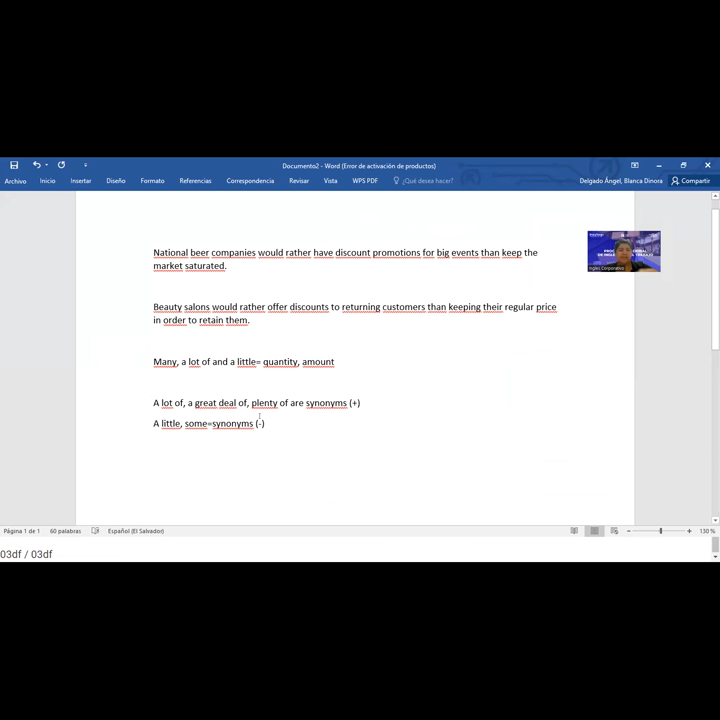 Documento2 - Word (Error de activación de productos)
Archivo Inicio Insertar Diseño Formato Referencias Correspondencia Revisar Vista WPS PDF ¿Qué desea hacer? Delgado Ángel, Blanca Dinora Compartir
National beer companies would rather have discount promotions for big events than keep the
market saturated.
Beauty salons would rather offer discounts to returning customers than keeping their regular price
in order to retain them.
Many, a lot of and a little= quantity, amount
A lot of, a great deal of, plenty of are synonyms (+)
A little, some=synonyms (-)
Inglés Corporativo
Página 1 de 1 60 palabras Español (El Salvador) 130 %
03df / 03df